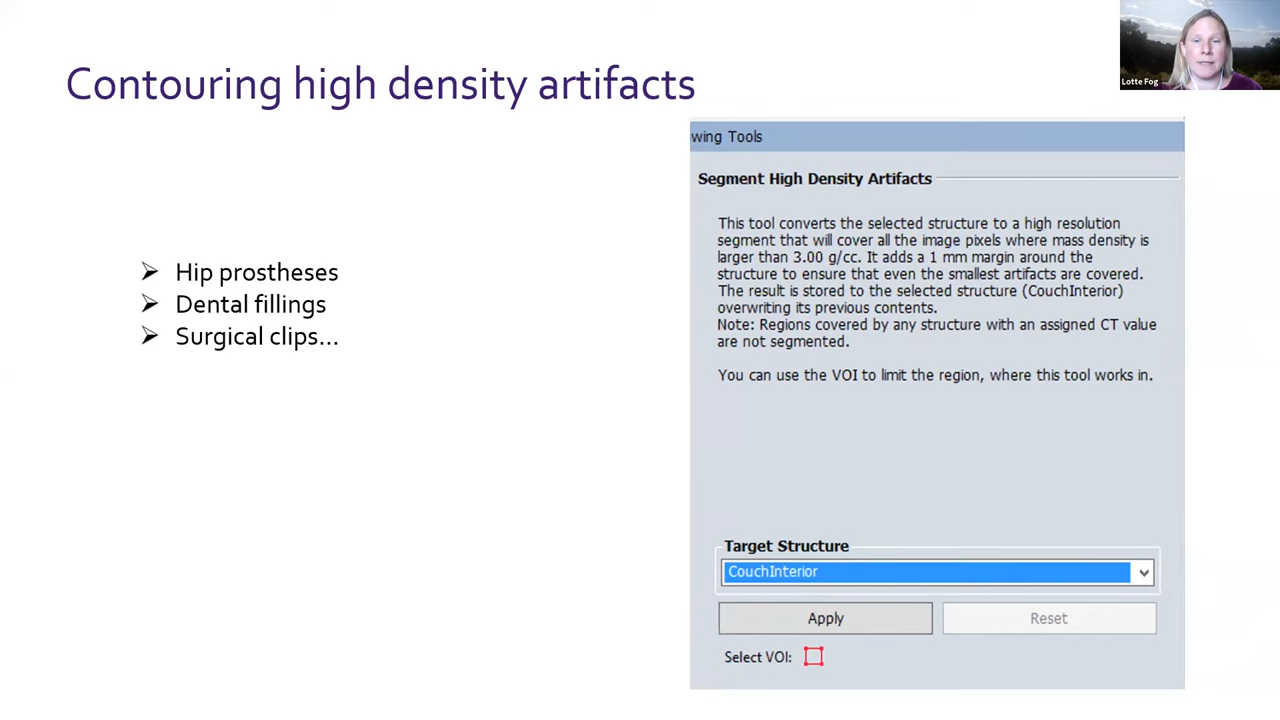 Contouring high density artifacts
Lotte Fog
Hip prostheses
Dental fillings
Surgical clips...
wing Tools
Segment High Density Artifacts
This tool converts the selected structure to a high resolution
segment that will cover all the image pixels where mass density is
larger than 3.00 g/cc. It adds a 1 mm margin around the
structure to ensure that even the smallest artifacts are covered.
The result is stored to the selected structure (CouchInterior)
overwriting its previous contents.
Note: Regions covered by any structure with an assigned CT value
are not segmented.
You can use the VOI to limit the region, where this tool works in.
Target Structure
CouchInterior
Apply
Reset
Select VOI: